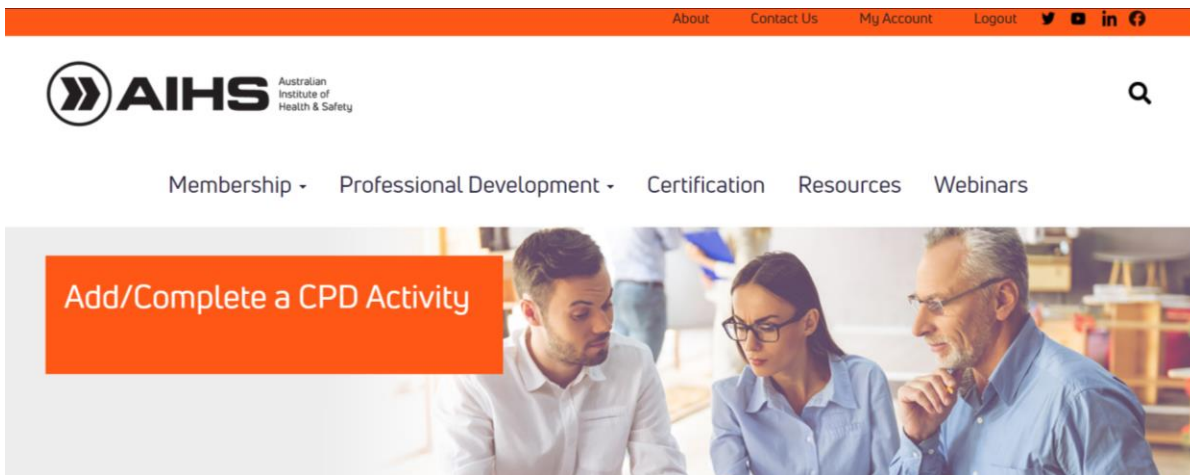 About Contact Us My Account Logout
AIHS
Australian
Institute of
Health & Safety
Membership Professional Development Certification Resources Webinars
Add/Complete a CPD Activity